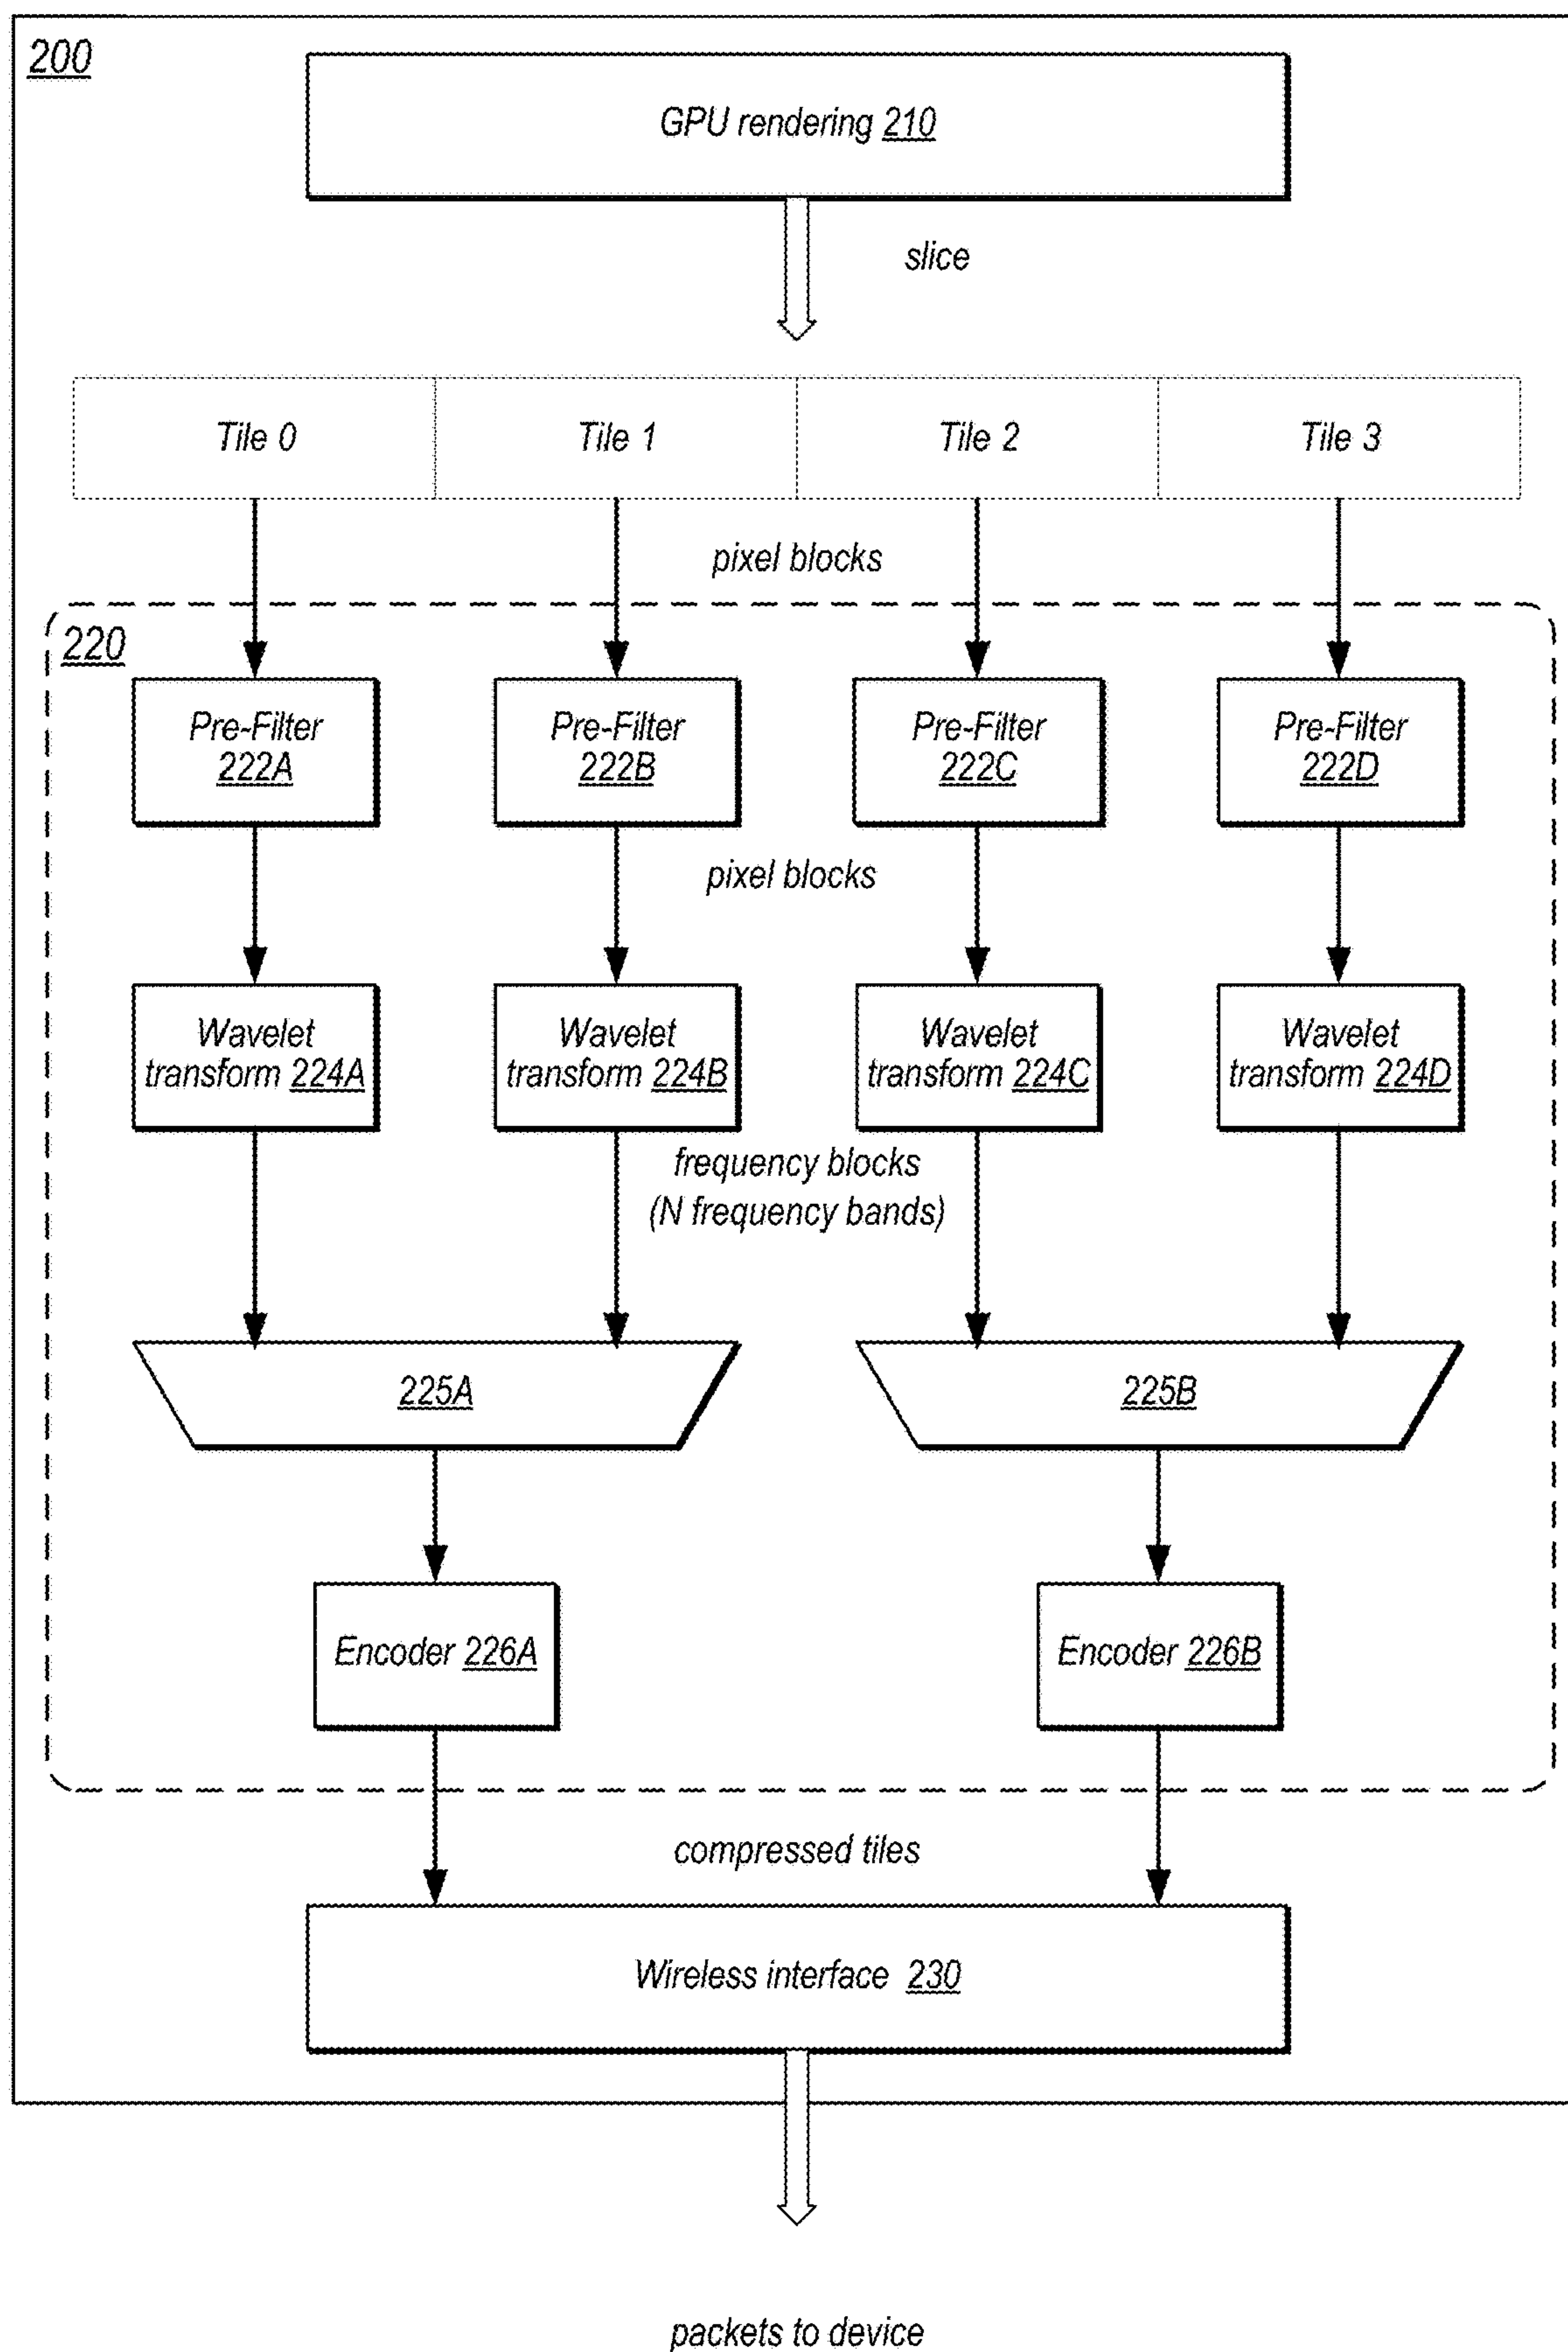 200
GPU rendering 210
slice
Tile 0 Tile 1 Tile 2 Tile 3
pixel blocks
220
Pre-Filter 222A
Pre-Filter 222B
Pre-Filter 222C
Pre-Filter 222D
pixel blocks
Wavelet
transform 224A
Wavelet
transform 224B
Wavelet
transform 224C
Wavelet
transform 224D
frequency blocks
(N frequency bands)
225A
225B
Encoder 226A
Encoder 226B
compressed tiles
Wireless interface 230
packets to device